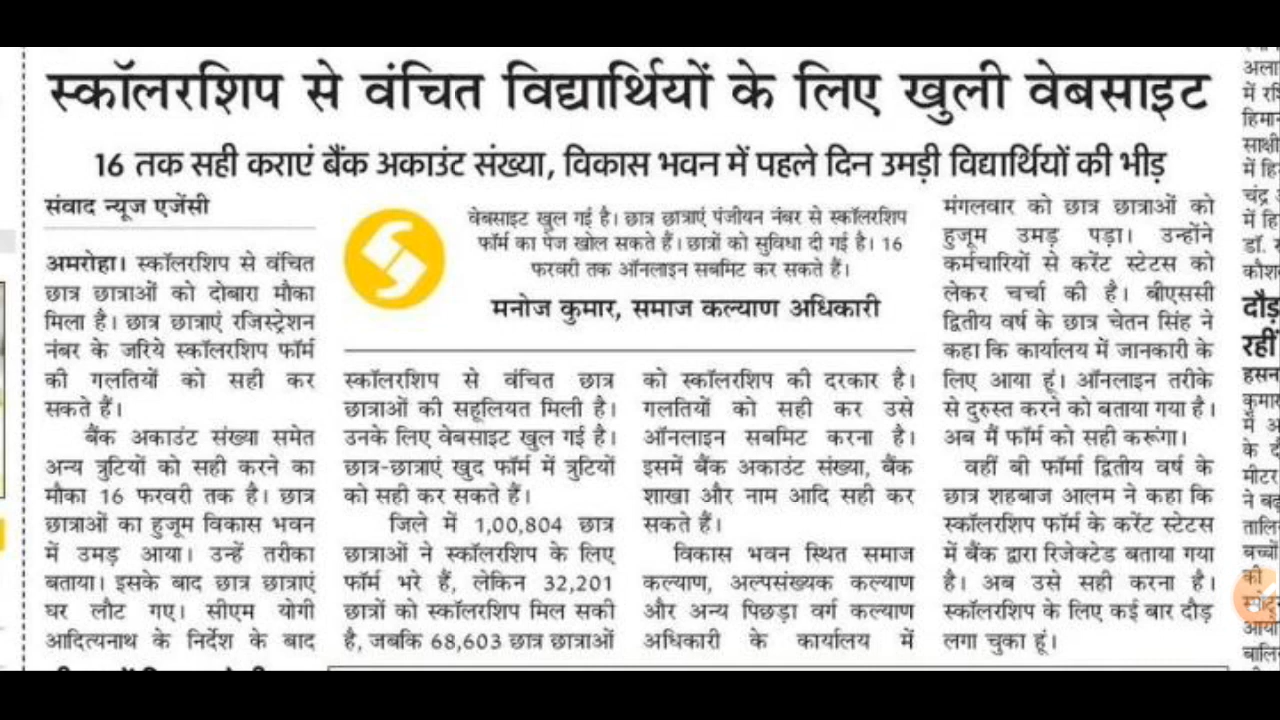 स्कॉलरशिप से वंचित विद्यार्थियों के लिए खुली वेबसाइट
16 तक सही कराएं बैंक अकाउंट संख्या, विकास भवन में पहले दिन उमड़ी विद्यार्थियों की भीड़
संवाद न्यूज एजेंसी
अमरोहा। स्कॉलरशिप से वंचित
छात्र छात्राओं को दोबारा मौका
मिला है। छात्र छात्राएं रजिस्ट्रेशन
नंबर के जरिये स्कॉलरशिप फॉर्म
की गलतियों को सही कर
सकते हैं।
बैंक अकाउंट संख्या समेत
अन्य त्रुटियों को सही करने का
मौका 16 फरवरी तक है। छात्र
छात्राओं का हुजूम विकास भवन
में उमड़ आया। उन्हें तरीका
बताया। इसके बाद छात्र छात्राएं
घर लौट गए। सीएम योगी
आदित्यनाथ के निर्देश के बाद
वेबसाइट खुल गई है। छात्र छात्राएं पंजीयन नंबर से स्कॉलरशिप
फॉर्म का पेज खोल सकते हैं। छात्रों को सुविधा दी गई है। 16
फरवरी तक ऑनलाइन सबमिट कर सकते हैं।
मनोज कुमार, समाज कल्याण अधिकारी
स्कॉलरशिप से वंचित छात्र
छात्राओं की सहूलियत मिली है।
उनके लिए वेबसाइट खुल गई है।
छात्र-छात्राएं खुद फॉर्म में त्रुटियों
को सही कर सकते हैं।
जिले में 1,00,804 छात्र
छात्राओं ने स्कॉलरशिप के लिए
फॉर्म भरे हैं, लेकिन 32,201
छात्रों को स्कॉलरशिप मिल सकी
है, जबकि 68,603 छात्र छात्राओं
को स्कॉलरशिप की दरकार है।
गलतियों को सही कर उसे
ऑनलाइन सबमिट करना है।
इसमें बैंक अकाउंट संख्या, बैंक
शाखा और नाम आदि सही कर
सकते हैं।
विकास भवन स्थित समाज
कल्याण, अल्पसंख्यक कल्याण
और अन्य पिछड़ा वर्ग कल्याण
अधिकारी के कार्यालय में
मंगलवार को छात्र छात्राओं को
हुजूम उमड़ पड़ा। उन्होंने
कर्मचारियों से करेंट स्टेटस को
लेकर चर्चा की है। बीएससी
द्वितीय वर्ष के छात्र चेतन सिंह ने
कहा कि कार्यालय में जानकारी के
लिए आया हूं। ऑनलाइन तरीके
से दुरुस्त करने को बताया गया है।
अब मैं फॉर्म को सही करूंगा।
वहीं बी फॉर्मा द्वितीय वर्ष के
छात्र शहबाज आलम ने कहा कि
स्कॉलरशिप फॉर्म के करेंट स्टेटस
में बैंक द्वारा रिजेक्टेड बताया गया
है। अब उसे सही करना है।
स्कॉलरशिप के लिए कई बार दौड़
लगा चुका हूं।
अला
में रशि
हिमा
साक्षी
में हि
चंद्र
में हि
डॉ.
कौश
दौड़
रहीं
हसन
कुमार
में अ
के द
मीटर
ने बद
तालि
बच्चों
की
आयो
बालि